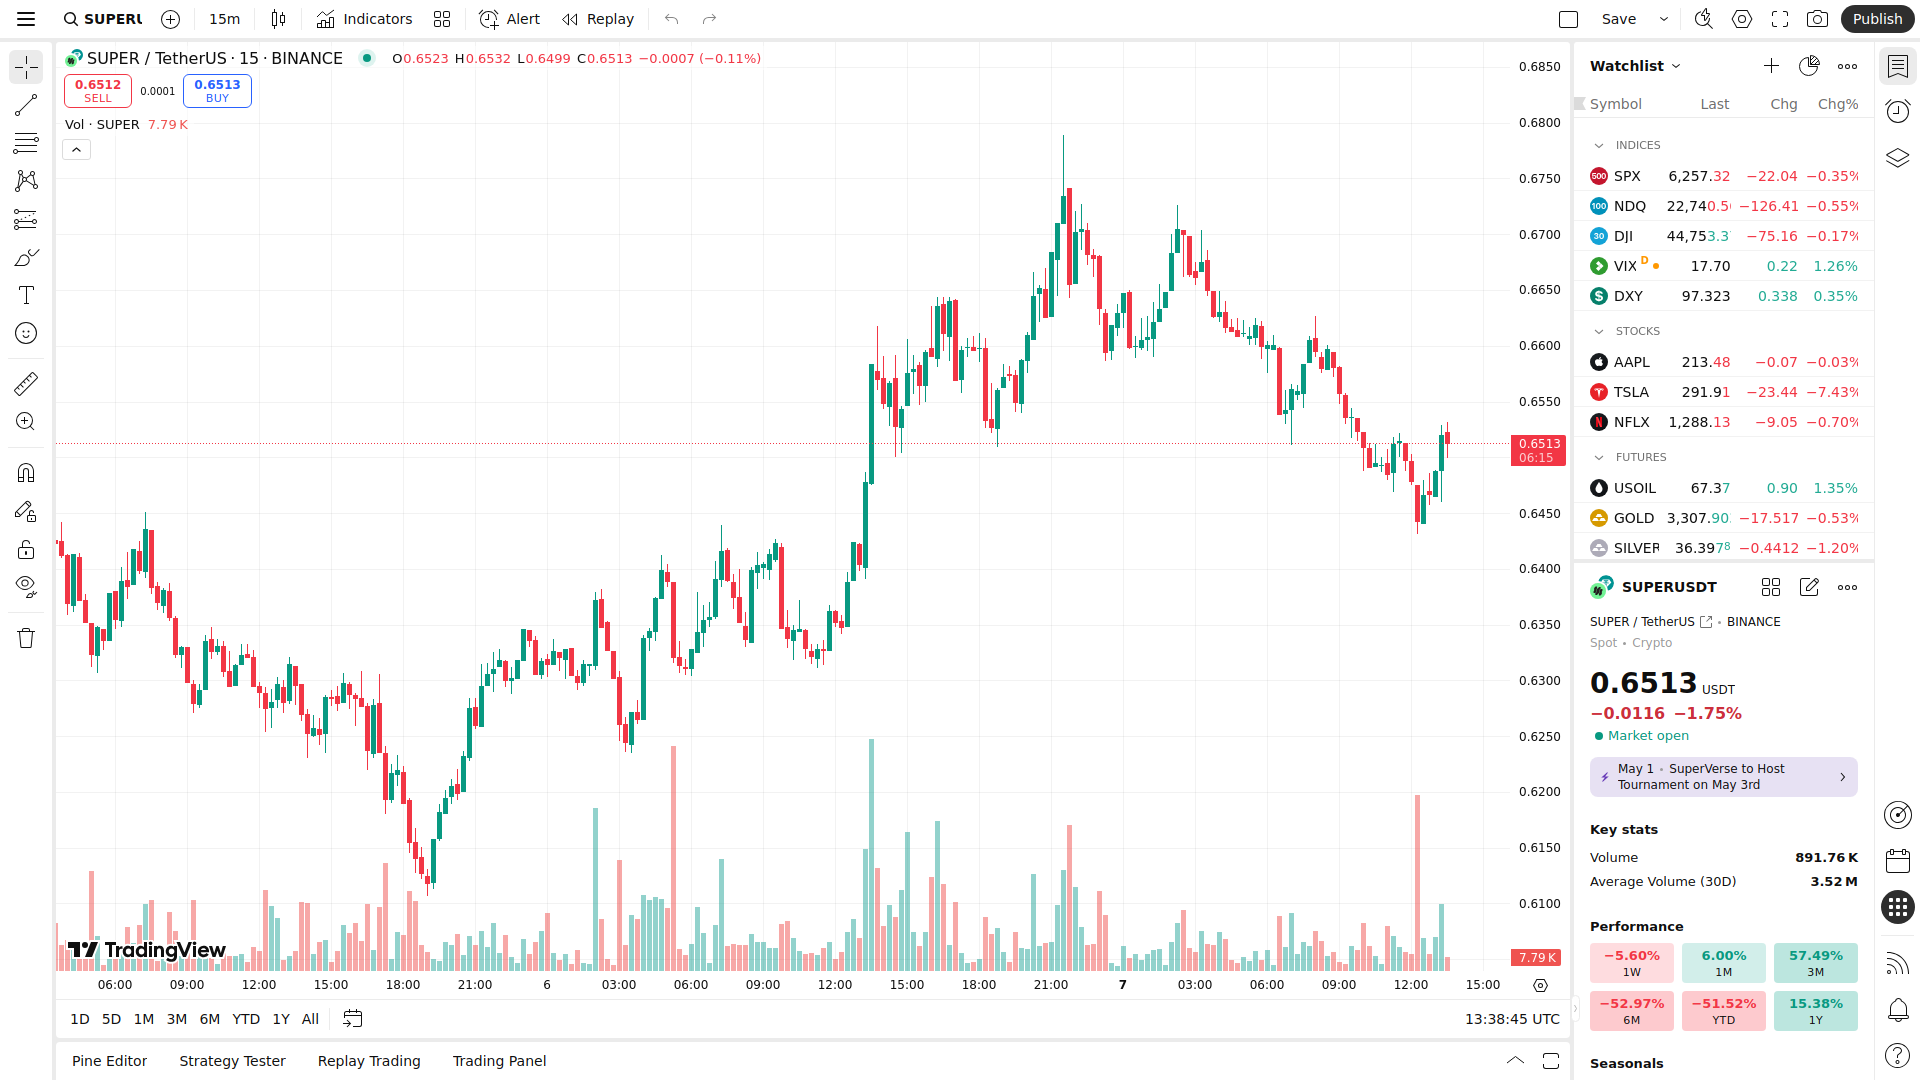 SUPERU
15m
Indicators
Alert
Replay
Save
Publish
SUPER / TetherUS · 15 · BINANCE
O0.6523 H0.6532 L0.6499 C0.6513 −0.0007 (−0.11%)
0.6512
SELL
0.0001
0.6513
BUY
Vol · SUPER 7.79 K
0.6850
0.6800
0.6750
0.6700
0.6650
0.6600
0.6550
0.6513
06:15
0.6450
0.6400
0.6350
0.6300
0.6250
0.6200
0.6150
0.6100
7.79 K
TradingView
06:00 09:00 12:00 15:00 18:00 21:00 6 03:00 06:00 09:00 12:00 15:00 18:00 21:00 7 03:00 06:00 09:00 12:00 15:00
1D 5D 1M 3M 6M YTD 1Y All
13:38:45 UTC
Pine Editor Strategy Tester Replay Trading Trading Panel
Watchlist
Symbol Last Chg Chg%
INDICES
500 SPX 6,257.32 −22.04 −0.35%
100 NDQ 22,740.5 −126.41 −0.55%
30 DJI 44,753.3 −75.16 −0.17%
VIX D 17.70 0.22 1.26%
$ DXY 97.323 0.338 0.35%
STOCKS
AAPL 213.48 −0.07 −0.03%
TSLA 291.91 −23.44 −7.43%
N NFLX 1,288.13 −9.05 −0.70%
FUTURES
USOIL 67.37 0.90 1.35%
GOLD 3,307.90 −17.517 −0.53%
SILVER 36.3978 −0.4412 −1.20%
SUPERUSDT
SUPER / TetherUS • BINANCE
Spot • Crypto
0.6513 USDT
−0.0116 −1.75%
Market open
May 1 • SuperVerse to Host
Tournament on May 3rd
Key stats
Volume 891.76 K
Average Volume (30D) 3.52 M
Performance
−5.60% 6.00% 57.49%
1W 1M 3M
−52.97% −51.52% 15.38%
6M YTD 1Y
Seasonals